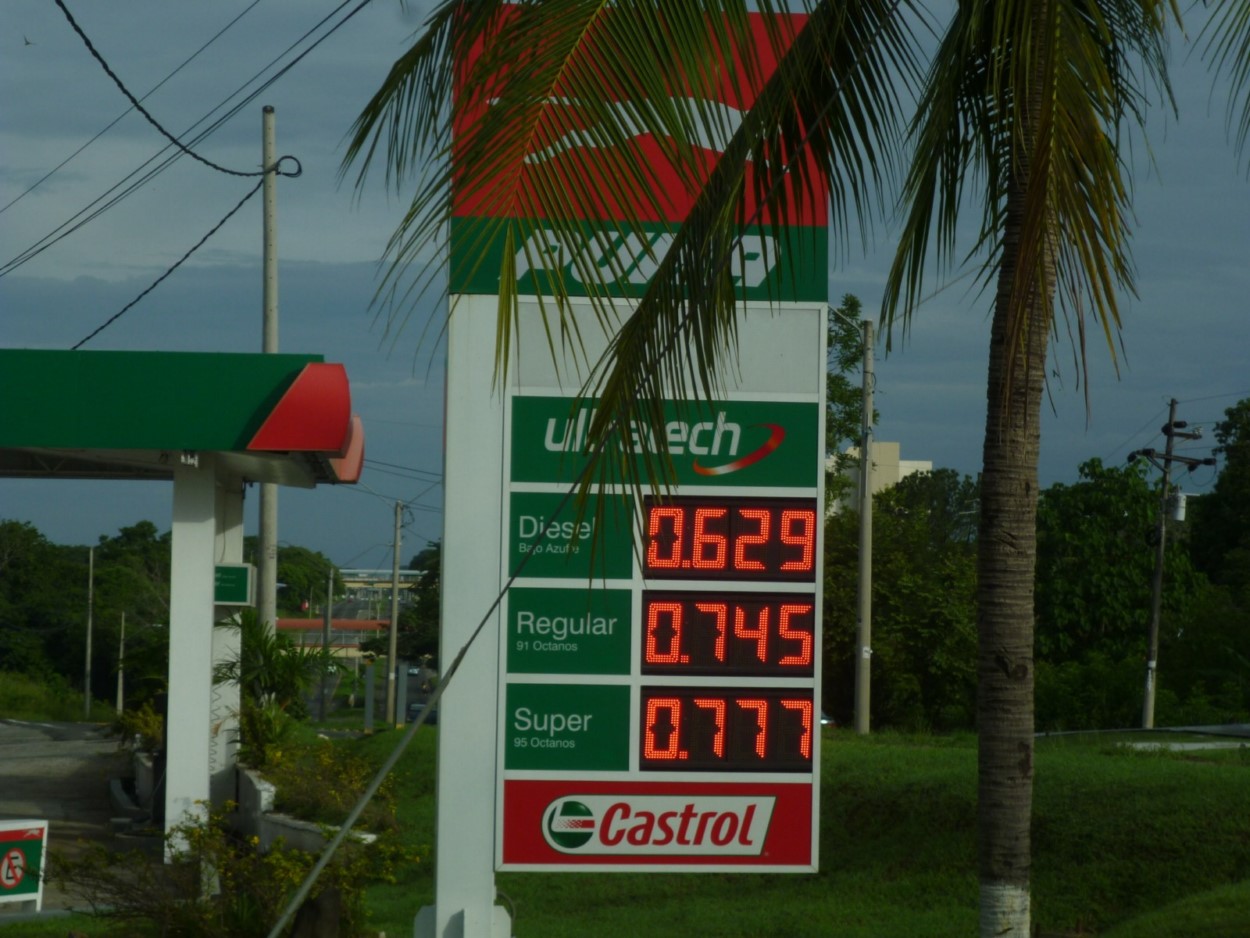 Diesel
Bajo Azufre
0.629
Regular
91 Octanos
0.745
Super
95 Octanos
0.777
Castrol